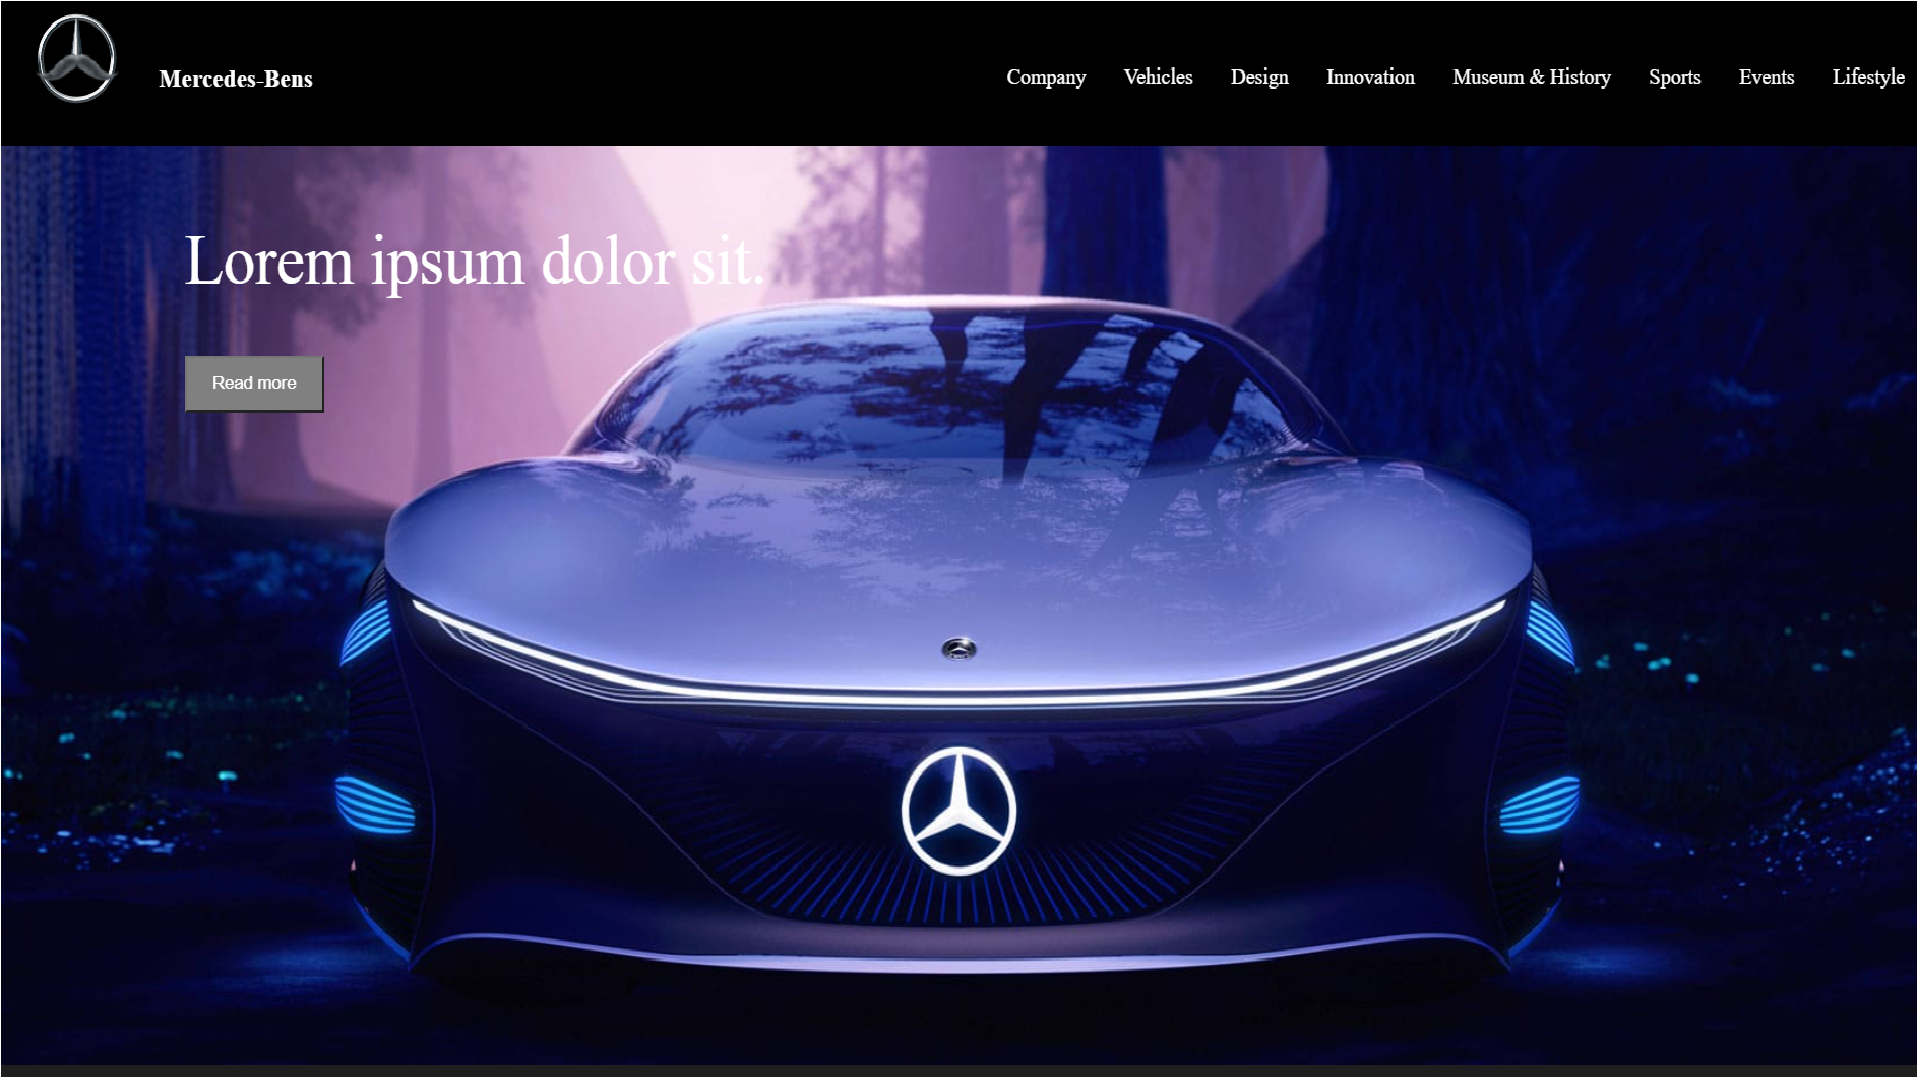 Mercedes-Bens
Company Vehicles Design Innovation Museum & History Sports Events Lifestyle
Lorem ipsum dolor sit.
Read more